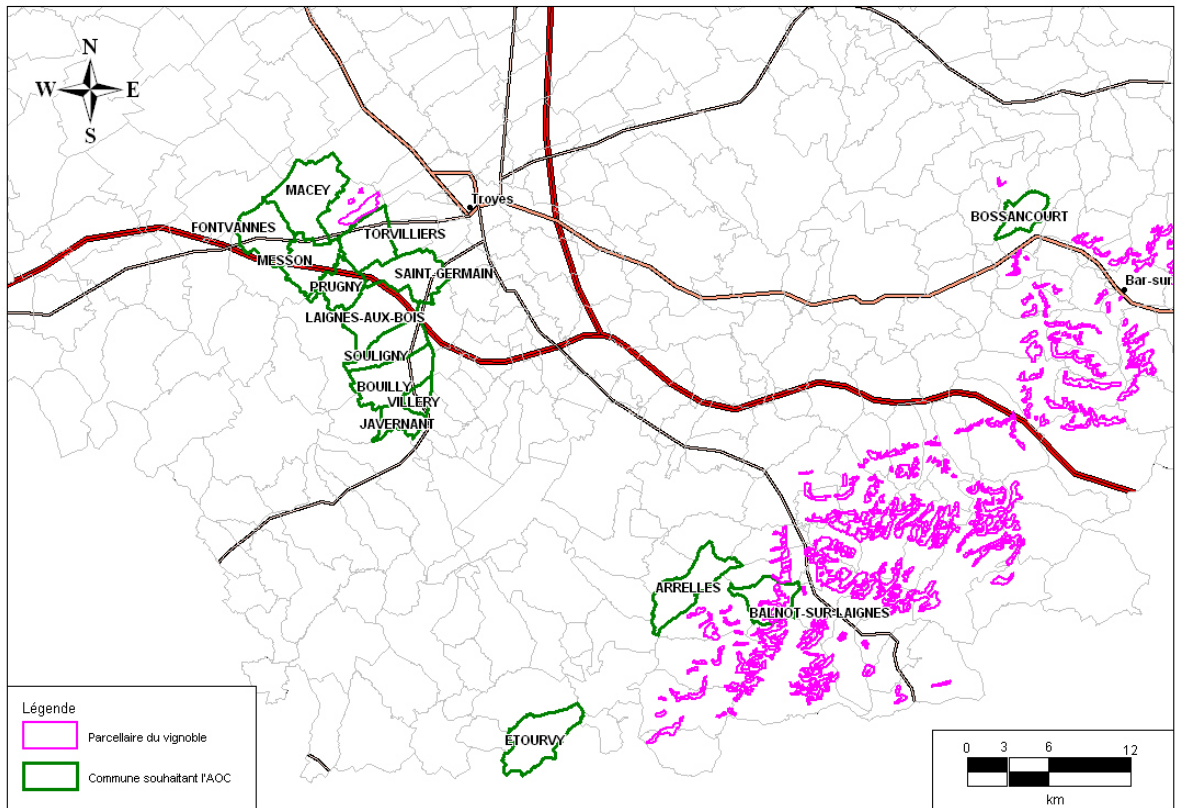 N
W E
S
Troyes
MACEY
BOSSANCOURT
FONTVANNES
TORVILLIERS
MESSON
SAINT-GERMAIN
PRUGNY
Bar-sur.
LAIGNES-AUX-BOIS
SOULIGNY
BOUILLY
VILLERY
JAVERNANT
ARRELLES
BALNOT-SUR-LAIGNES
ETOURVY
Légende
Parcellaire du vignoble
Commune souhaitant l'AOC
0 3 6 12
km